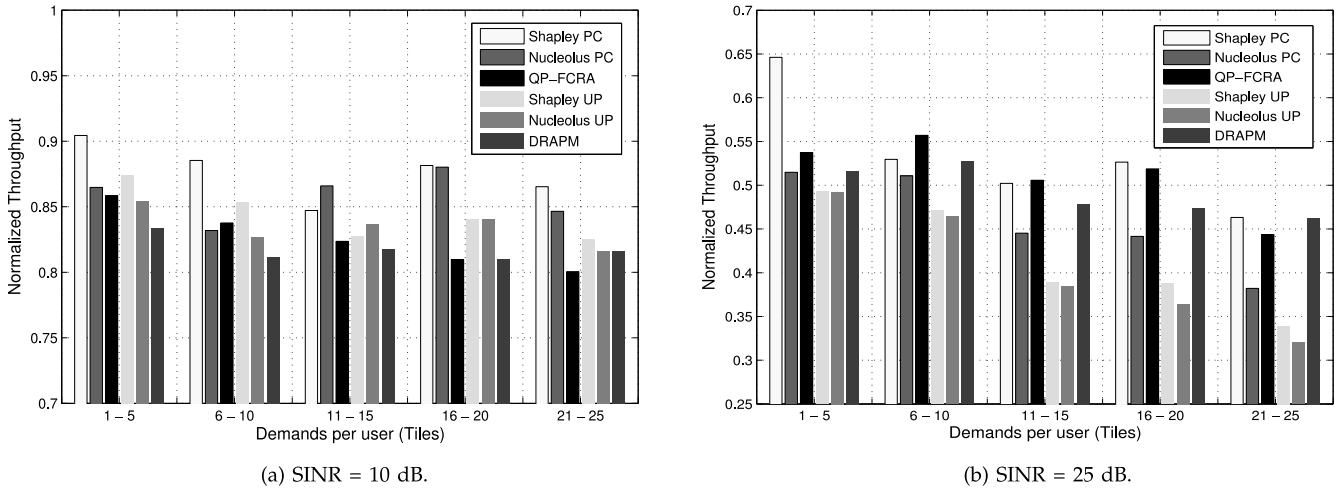 1
0.95
0.9
0.85
0.8
0.75
0.7
Normalized Throughput
Shapley PC
Nucleolus PC
QP−FCRA
Shapley UP
Nucleolus UP
DRAPM
1 − 5
6 − 10
11 − 15
16 − 20
21 − 25
Demands per user (Tiles)
(a) SINR = 10 dB.
0.7
0.65
0.6
0.55
0.5
0.45
0.4
0.35
0.3
0.25
Normalized Throughput
Shapley PC
Nucleolus PC
QP−FCRA
Shapley UP
Nucleolus UP
DRAPM
1 − 5
6 − 10
11 − 15
16 − 20
21 − 25
Demands per user (Tiles)
(b) SINR = 25 dB.